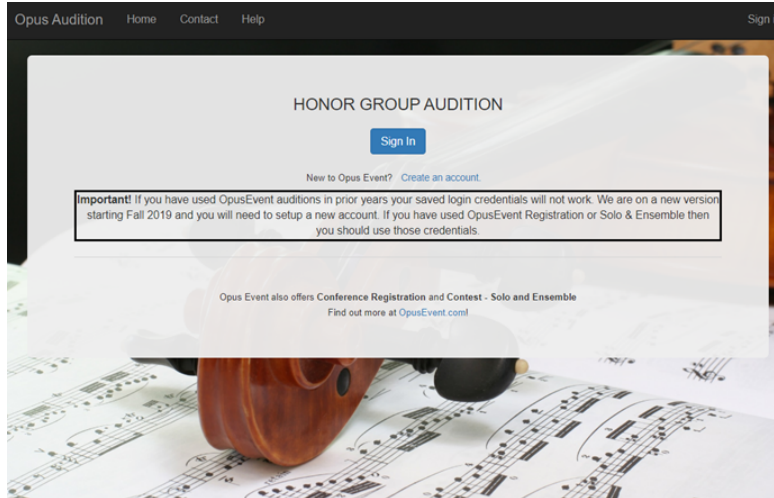 Opus Audition Home Contact Help Sign
HONOR GROUP AUDITION
Sign In
New to Opus Event? Create an account.
Important! If you have used OpusEvent auditions in prior years your saved login credentials will not work. We are on a new version
starting Fall 2019 and you will need to setup a new account. If you have used OpusEvent Registration or Solo & Ensemble then
you should use those credentials.
Opus Event also offers Conference Registration and Contest - Solo and Ensemble
Find out more at OpusEvent.com!